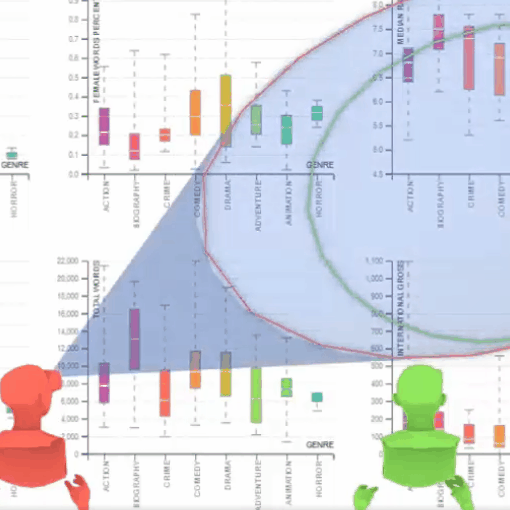 FEMALE WORDS PERCENT
0.9
0.8
0.7
0.6
0.5
0.4
0.3
0.2
0.1
0.0
GENRE
ACTION
BIOGRAPHY
CRIME
COMEDY
DRAMA
ADVENTURE
ANIMATION
HORROR
GENRE
HORROR
MEDIAN
8.0
7.5
7.0
6.5
6.0
5.5
5.0
4.5
ACTION
BIOGRAPHY
CRIME
COMEDY
TOTAL WORDS
22,000
20,000
18,000
16,000
14,000
12,000
10,000
8,000
6,000
4,000
2,000
0
GENRE
ACTION
BIOGRAPHY
CRIME
COMEDY
DRAMA
ADVENTURE
ANIMATION
HORROR
INTERNATIONAL GROSS
1,100
1,000
900
800
700
600
500
400
300
200
100
BIOGRAPHY
CRIME
COMEDY